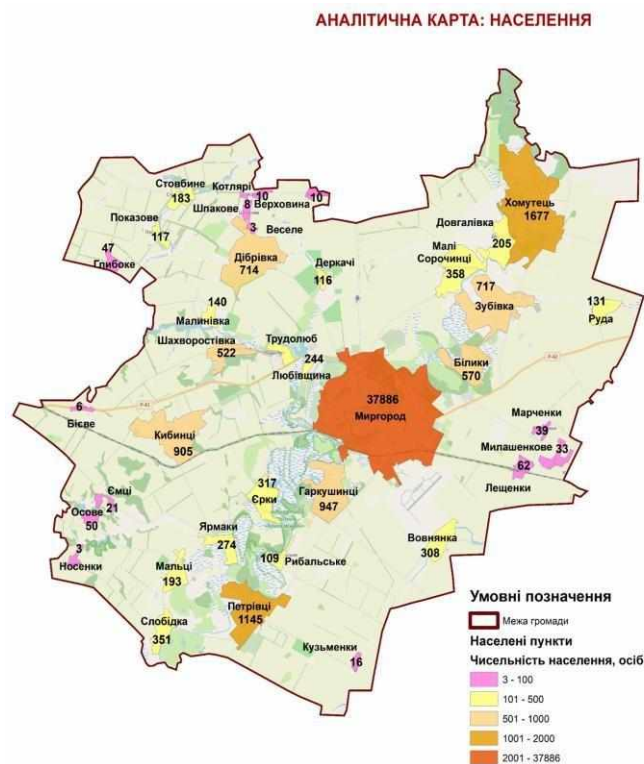 АНАЛІТИЧНА КАРТА: НАСЕЛЕННЯ
Стовбине
183
Котлярі
10
Шпакове
8
Верховина
10
3
Веселе
Показове
117
47
Глибоке
Дібрівка
714
Деркачі
116
Хомутець
1677
Довгалівка
205
Малі
Сорочинці
358
717
Зубівка
131
Руда
140
Малинівка
Шахворостівка
522
Трудолюб
244
Любівщина
Білики
570
Р-42
37886
Миргород
6
Бієве
Р-42
Кибинці
905
Марченки
39
Милашенкове
33
62
Лещенки
317
Єрки
Гаркушинці
947
Ємці
21
Осове
50
3
Носенки
Ярмаки
274
109
Рибальське
Вовнянка
308
Мальці
193
Петрівці
1145
Слобідка
351
Кузьменки
16
Умовні позначення
Межа громади
Населені пункти
Чисельність населення, осіб
3 - 100
101 - 500
501 - 1000
1001 - 2000
2001 - 37886